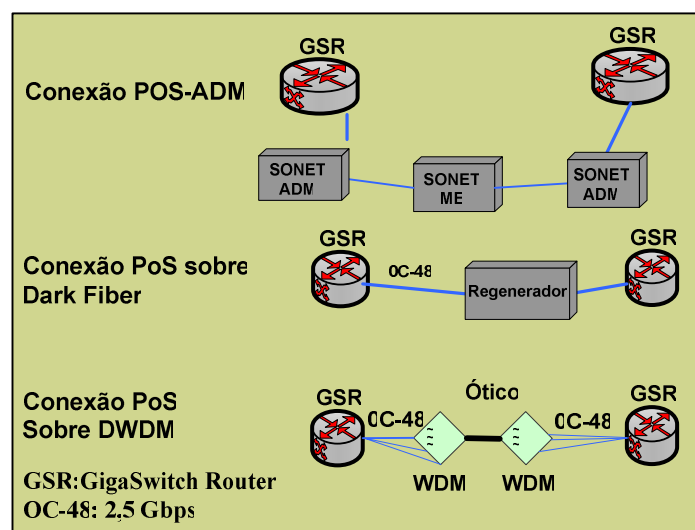 GSR
GSR
Conexão POS-ADM
SONET
ADM
SONET
ME
SONET
ADM
GSR
GSR
Conexão PoS sobre
Dark Fiber
OC-48
Regenerador
Ótico
GSR
GSR
Conexão PoS
Sobre DWDM
OC-48
OC-48
WDM
WDM
GSR:GigaSwitch Router
OC-48: 2,5 Gbps